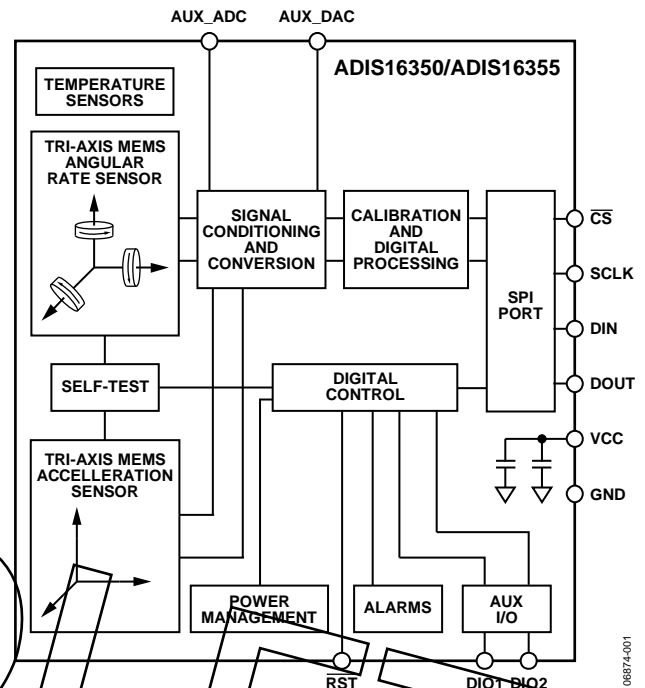 AUX_ADC AUX_DAC
ADIS16350/ADIS16355
TEMPERATURE
SENSORS
TRI-AXIS MEMS
ANGULAR
RATE SENSOR
SIGNAL
CONDITIONING
AND
CONVERSION
CALIBRATION
AND
DIGITAL
PROCESSING
SPI
PORT
CS
SCLK
DIN
DOUT
VCC
GND
SELF-TEST
DIGITAL
CONTROL
TRI-AXIS MEMS
ACCELLERATION
SENSOR
POWER
MANAGEMENT
ALARMS
AUX
I/O
RST
DIO1 DIO2
06874-001